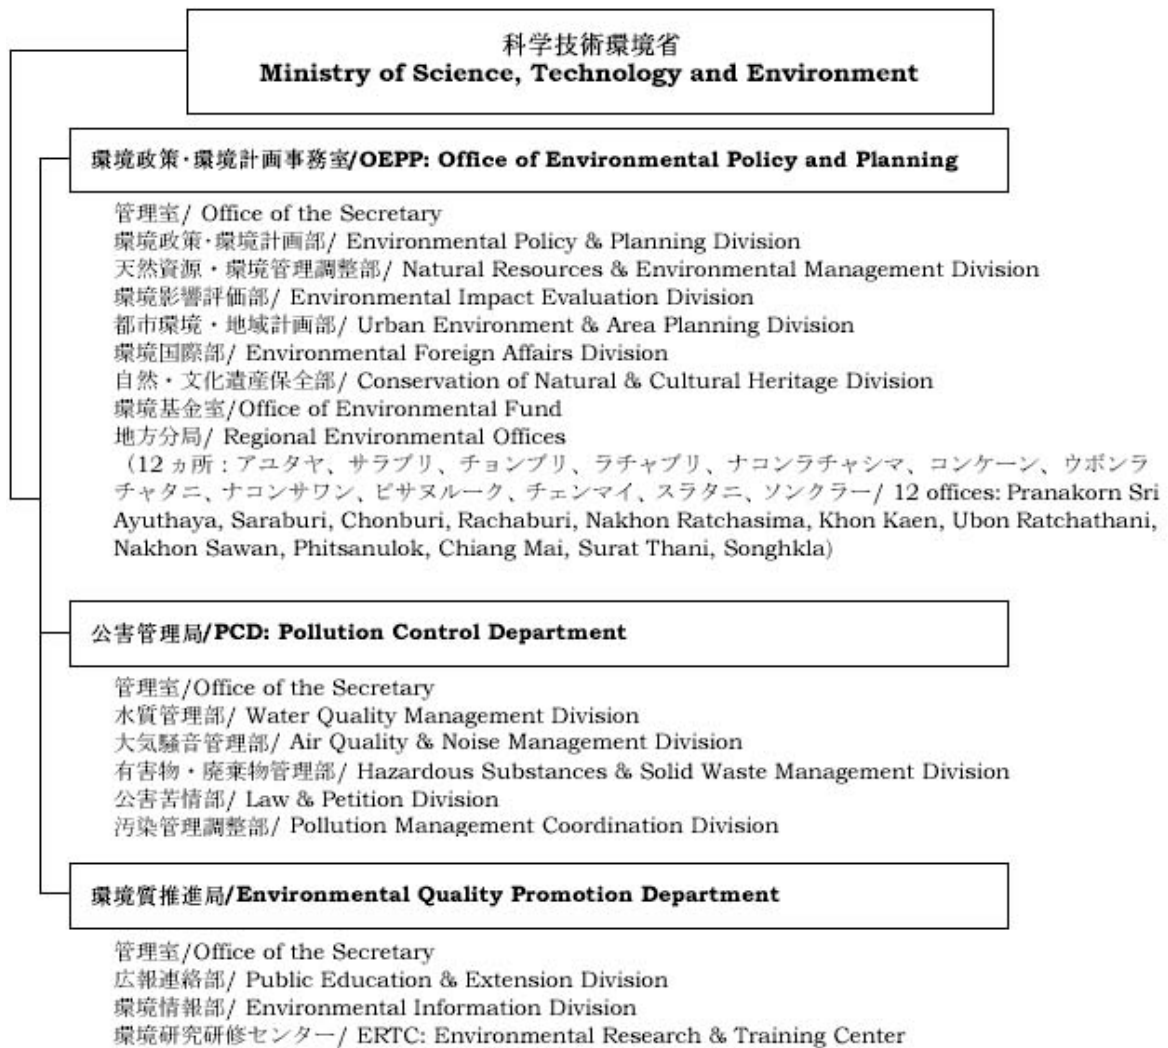 科学技術環境省
Ministry of Science, Technology and Environment
環境政策・環境計画事務室/OEPP: Office of Environmental Policy and Planning
管理室/ Office of the Secretary
環境政策・環境計画部/ Environmental Policy & Planning Division
天然資源・環境管理調整部/ Natural Resources & Environmental Management Division
環境影響評価部/ Environmental Impact Evaluation Division
都市環境・地域計画部/ Urban Environment & Area Planning Division
環境国際部/ Environmental Foreign Affairs Division
自然・文化遺産保全部/ Conservation of Natural & Cultural Heritage Division
環境基金室/Office of Environmental Fund
地方分局/ Regional Environmental Offices
（12 ヵ所：アユタヤ、サラブリ、チョンブリ、ラチャブリ、ナコンラチャシマ、コンケーン、ウボンラ
チャタニ、ナコンサワン、ピサヌルーク、チェンマイ、スラタニ、ソンクラー/ 12 offices: Pranakorn Sri
Ayuthaya, Saraburi, Chonburi, Rachaburi, Nakhon Ratchasima, Khon Kaen, Ubon Ratchathani,
Nakhon Sawan, Phitsanulok, Chiang Mai, Surat Thani, Songhkla)
公害管理局/PCD: Pollution Control Department
管理室/Office of the Secretary
水質管理部/ Water Quality Management Division
大気騒音管理部/ Air Quality & Noise Management Division
有害物・廃棄物管理部/ Hazardous Substances & Solid Waste Management Division
公害苦情部/ Law & Petition Division
汚染管理調整部/ Pollution Management Coordination Division
環境質推進局/Environmental Quality Promotion Department
管理室/Office of the Secretary
広報連絡部/ Public Education & Extension Division
環境情報部/ Environmental Information Division
環境研究研修センター/ ERTC: Environmental Research & Training Center